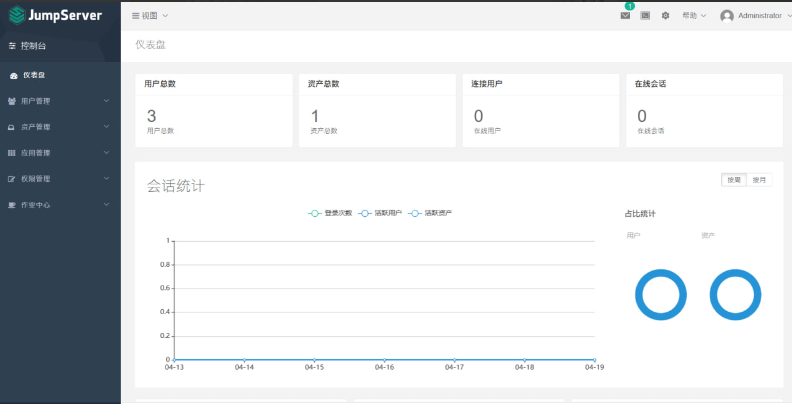 JumpServer
视图
1
帮助
Administrator
控制台
仪表盘
仪表盘
用户管理
资产管理
应用管理
权限管理
作业中心
用户总数
3
用户总数
资产总数
1
资产总数
连接用户
0
在线用户
在线会话
0
在线会话
会话统计
按周 按月
登录次数 活跃用户 活跃资产
1
0.8
0.6
0.4
0.2
0
04-13 04-14 04-15 04-16 04-17 04-18 04-19
占比统计
用户 资产